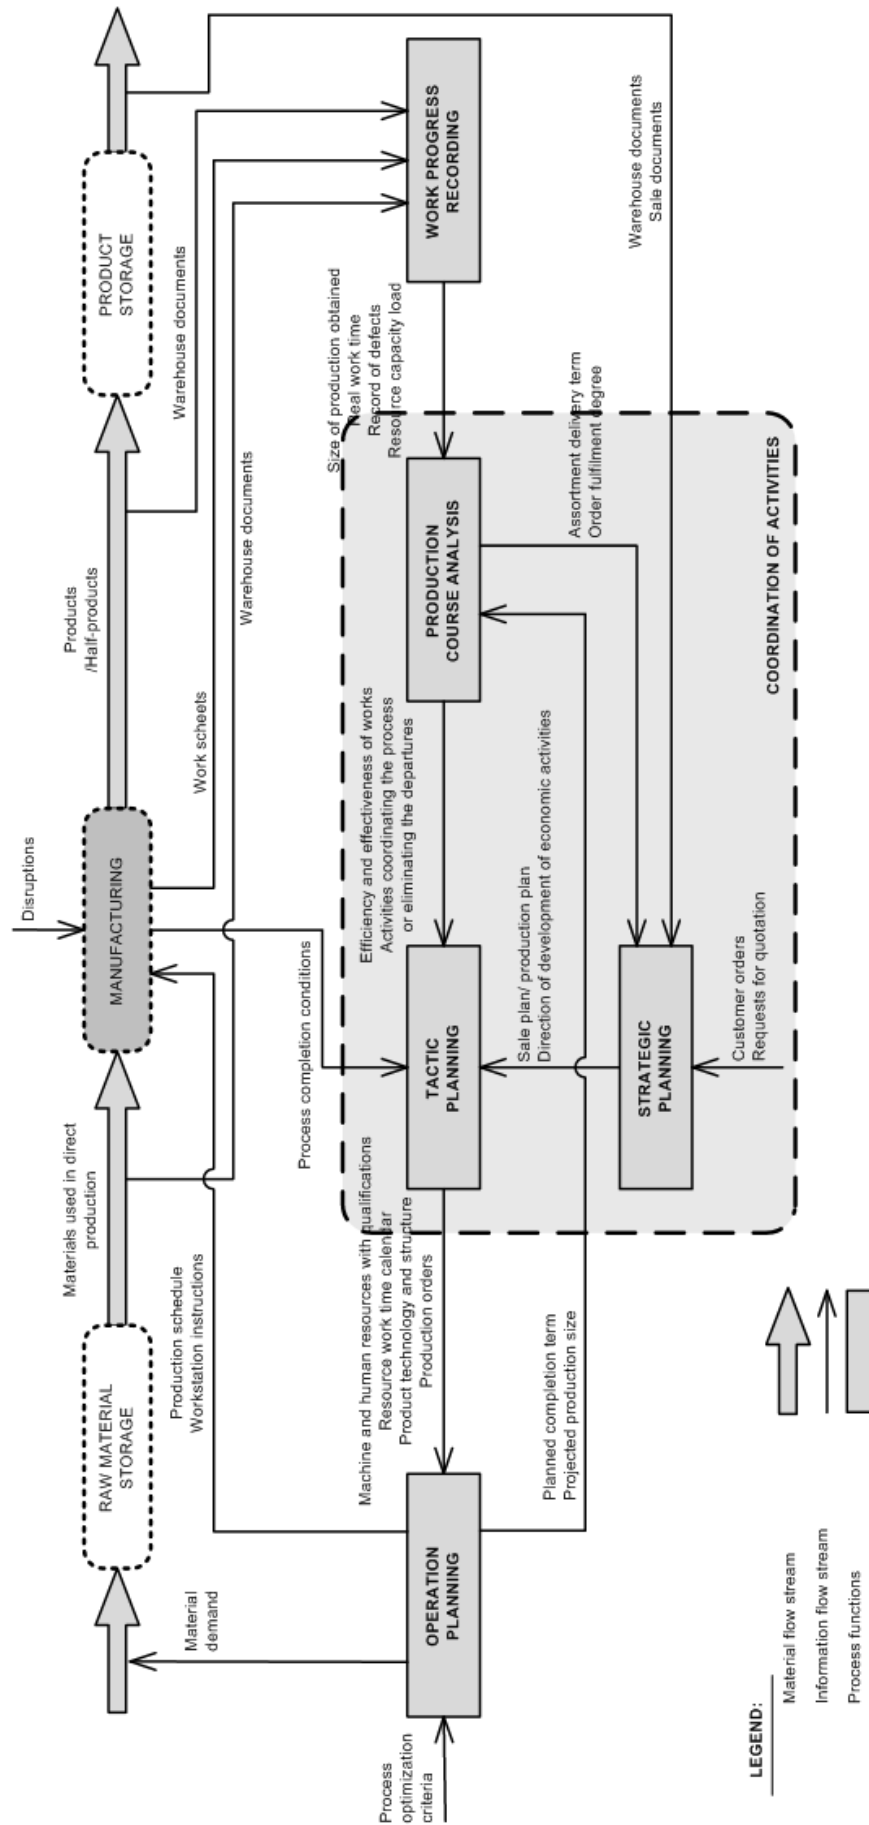 Disruptions
RAW MATERIAL
STORAGE
Materials used in direct
production
MANUFACTURING
Products
/Half-products
PRODUCT
STORAGE
Material
demand
Production schedule
Workstation instructions
Process completion conditions
Work scheets
Warehouse documents
Warehouse documents
Process
optimization
criteria
OPERATION
PLANNING
Machine and human resources with qualifications
Resource work time calendar
Product technology and structure
Production orders
TACTIC
PLANNING
Efficiency and effectiveness of works
Activities coordinating the process
or eliminating the departures
PRODUCTION
COURSE ANALYSIS
Size of production obtained
Real work time
Record of defects
Resource capacity load
WORK PROGRESS
RECORDING
Planned completion term
Projected production size
Sale plan/ production plan
Direction of development of economic activities
Assortment delivery term
Order fulfilment degree
Warehouse documents
Sale documents
STRATEGIC
PLANNING
Customer orders
Requests for quotation
COORDINATION OF ACTIVITIES
LEGEND:
Material flow stream
Information flow stream
Process functions